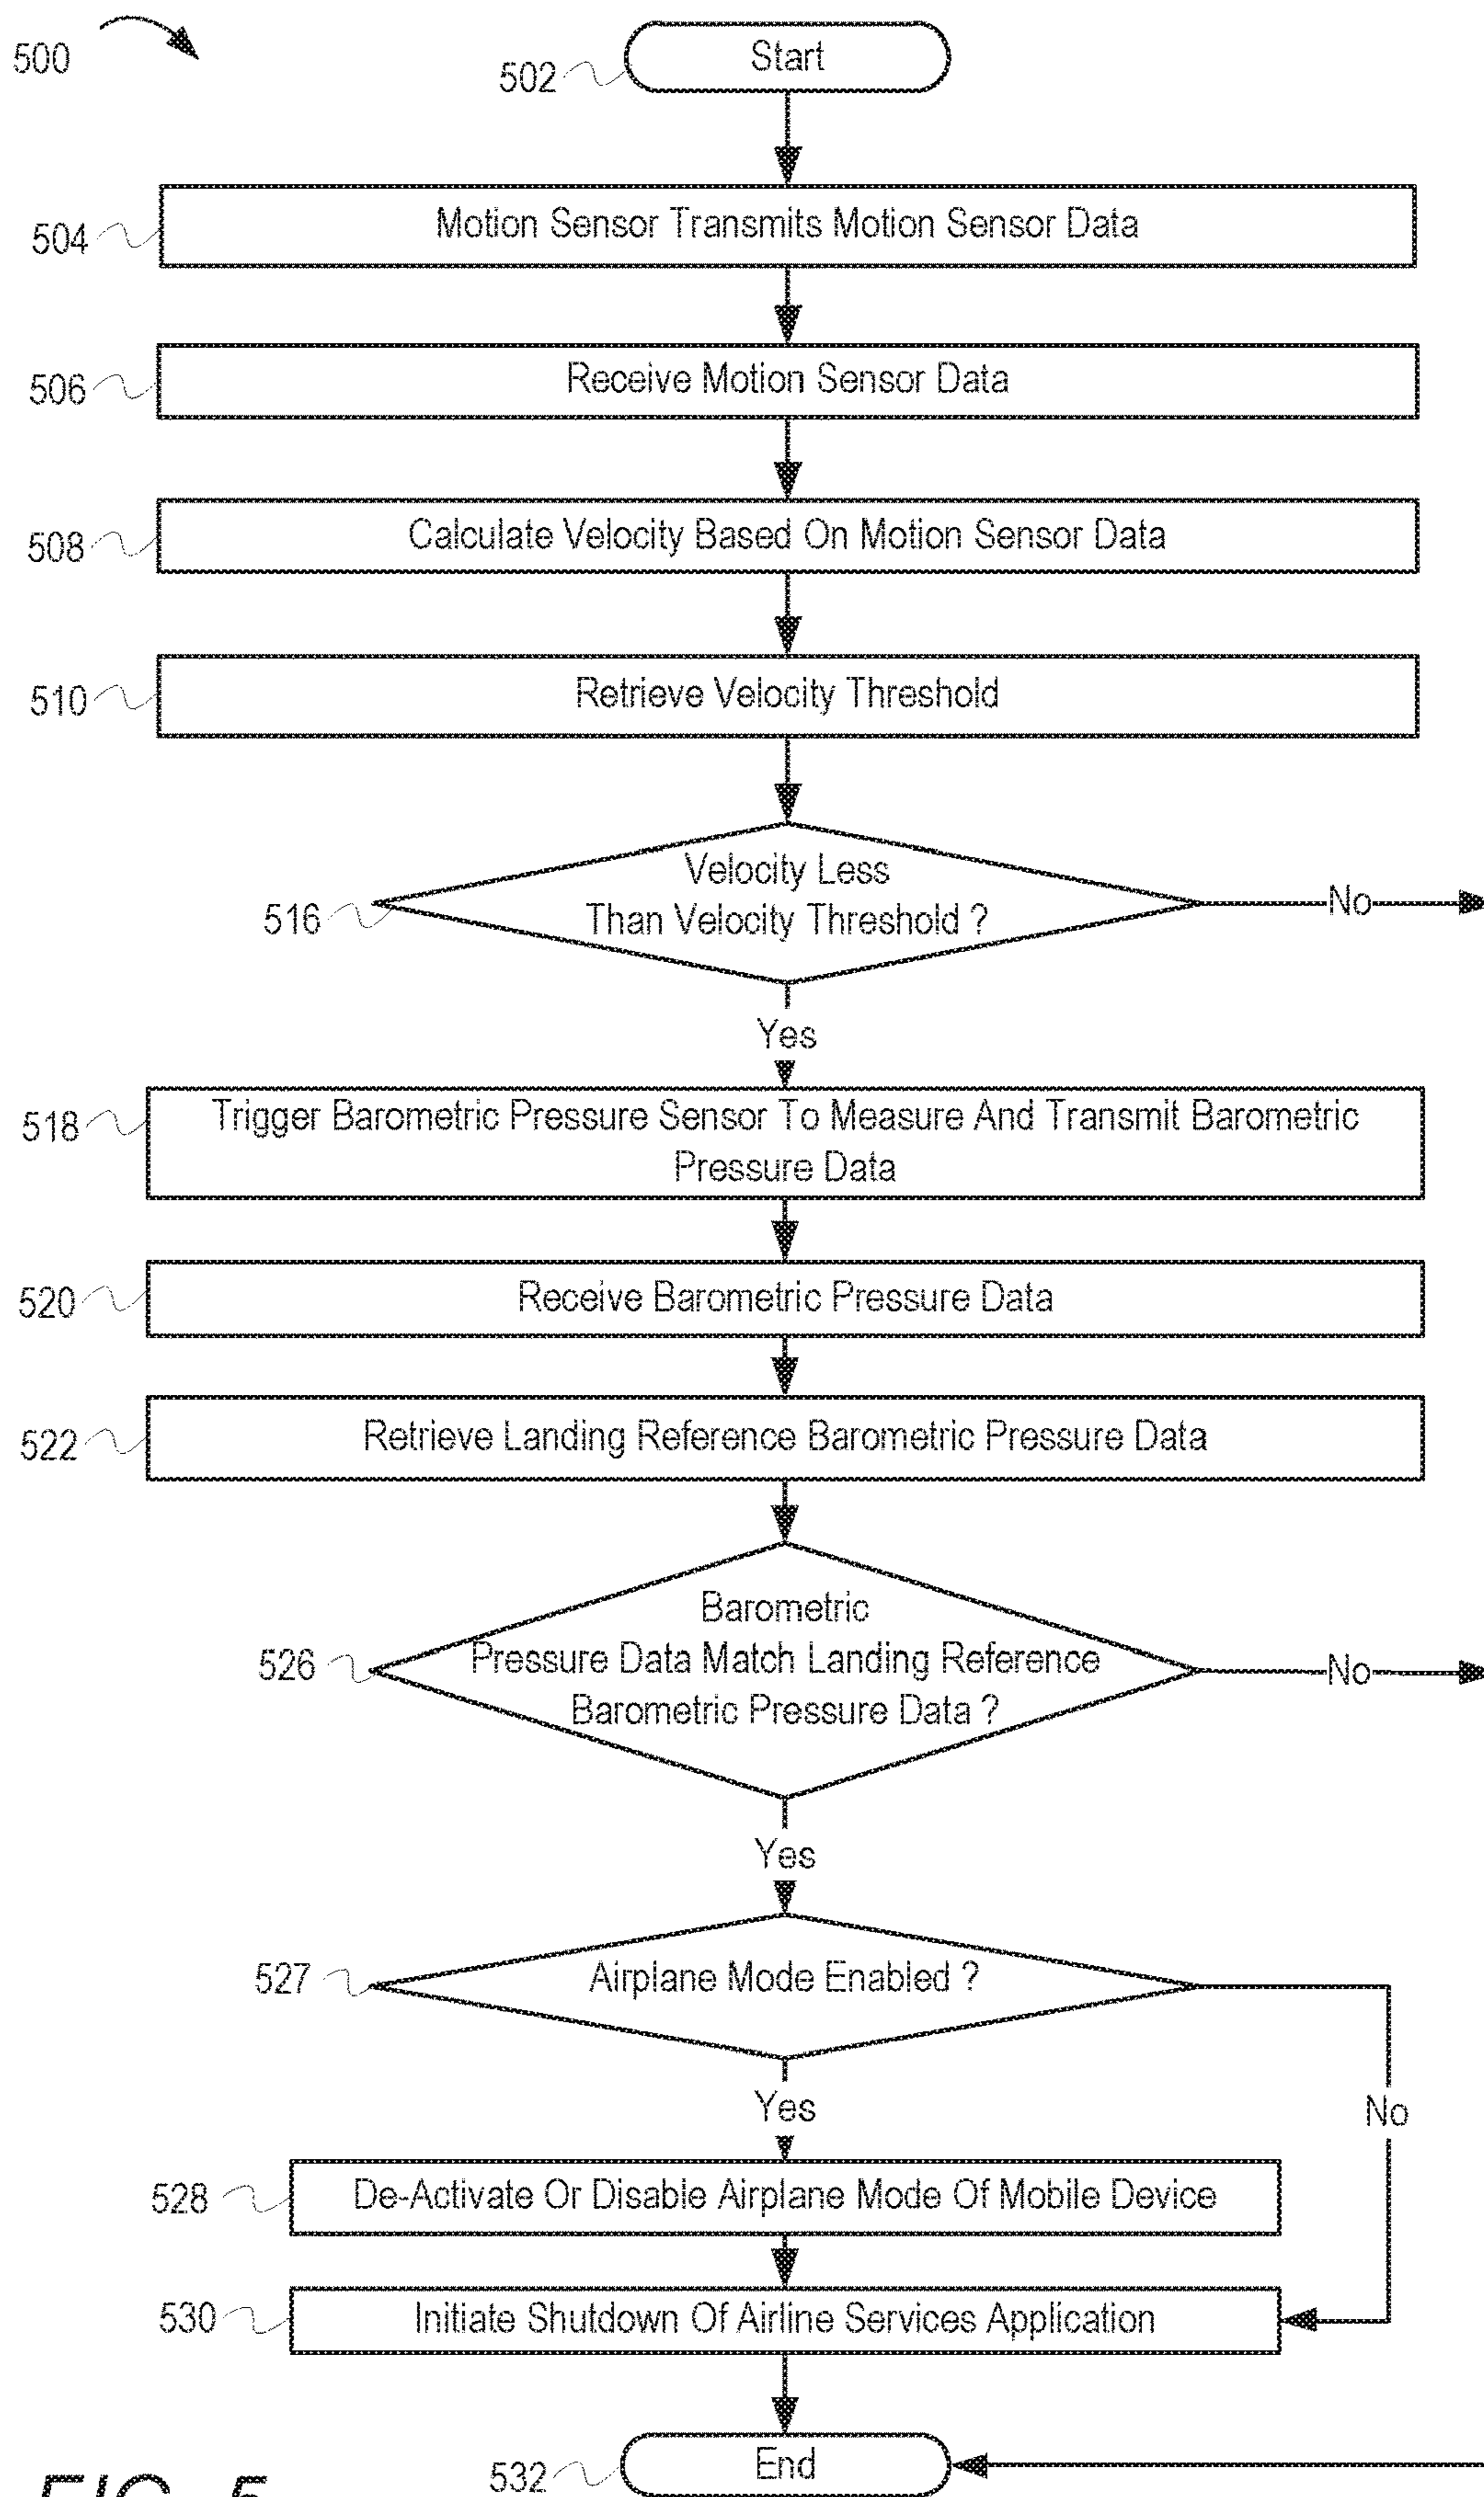 500
502
Start
504
Motion Sensor Transmits Motion Sensor Data
506
Receive Motion Sensor Data
508
Calculate Velocity Based On Motion Sensor Data
510
Retrieve Velocity Threshold
516
Velocity Less
Than Velocity Threshold ?
No
Yes
518
Trigger Barometric Pressure Sensor To Measure And Transmit Barometric
Pressure Data
520
Receive Barometric Pressure Data
522
Retrieve Landing Reference Barometric Pressure Data
526
Barometric
Pressure Data Match Landing Reference
Barometric Pressure Data ?
No
Yes
527
Airplane Mode Enabled ?
Yes
No
528
De-Activate Or Disable Airplane Mode Of Mobile Device
530
Initiate Shutdown Of Airline Services Application
532
End
FIG. 5